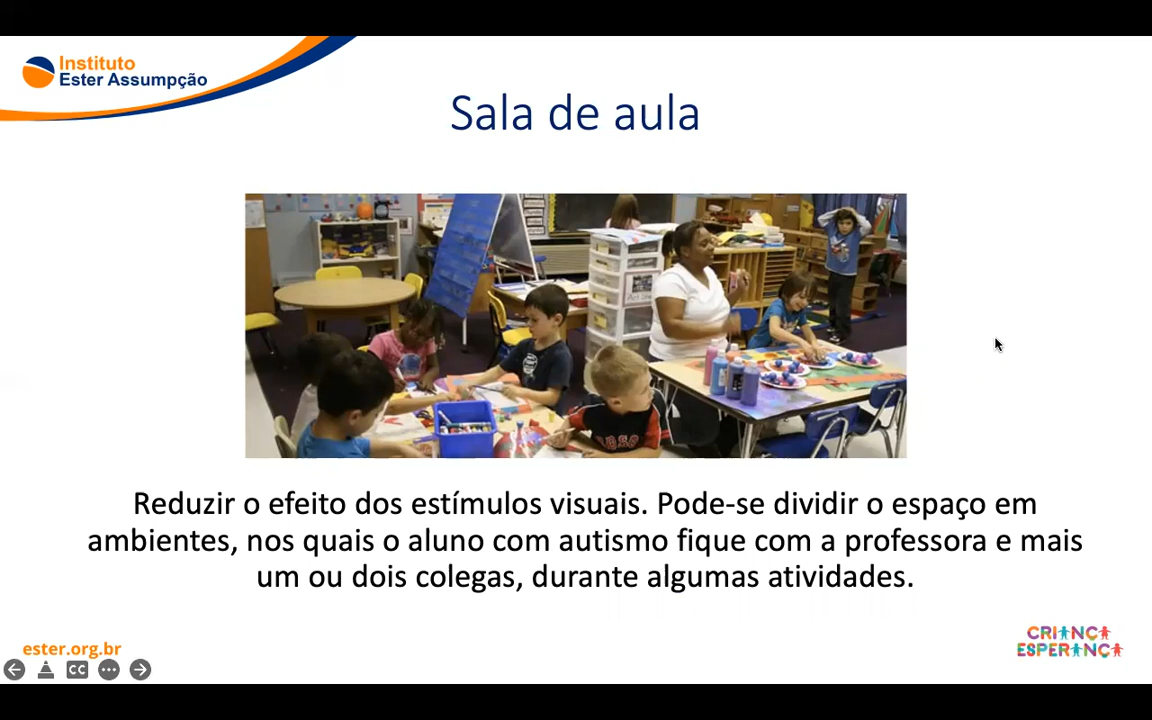 Instituto
Ester Assumpção
Sala de aula
Reduzir o efeito dos estímulos visuais. Pode-se dividir o espaço em
ambientes, nos quais o aluno com autismo fique com a professora e mais
um ou dois colegas, durante algumas atividades.
ester.org.br
CRIANÇA
ESPERANÇA
CC